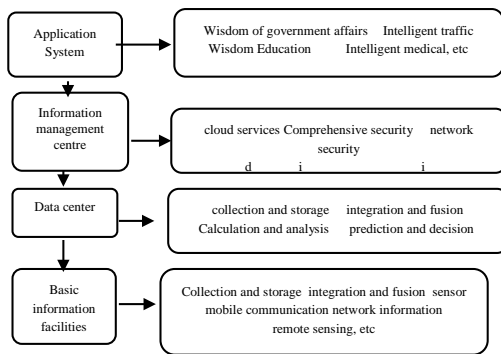 Application
System
Wisdom of government affairs Intelligent traffic
Wisdom Education Intelligent medical, etc
Information
management
centre
cloud services Comprehensive security network
security
d i i
Data center
collection and storage integration and fusion
Calculation and analysis prediction and decision
Basic
information
facilities
Collection and storage integration and fusion sensor
mobile communication network information
remote sensing, etc